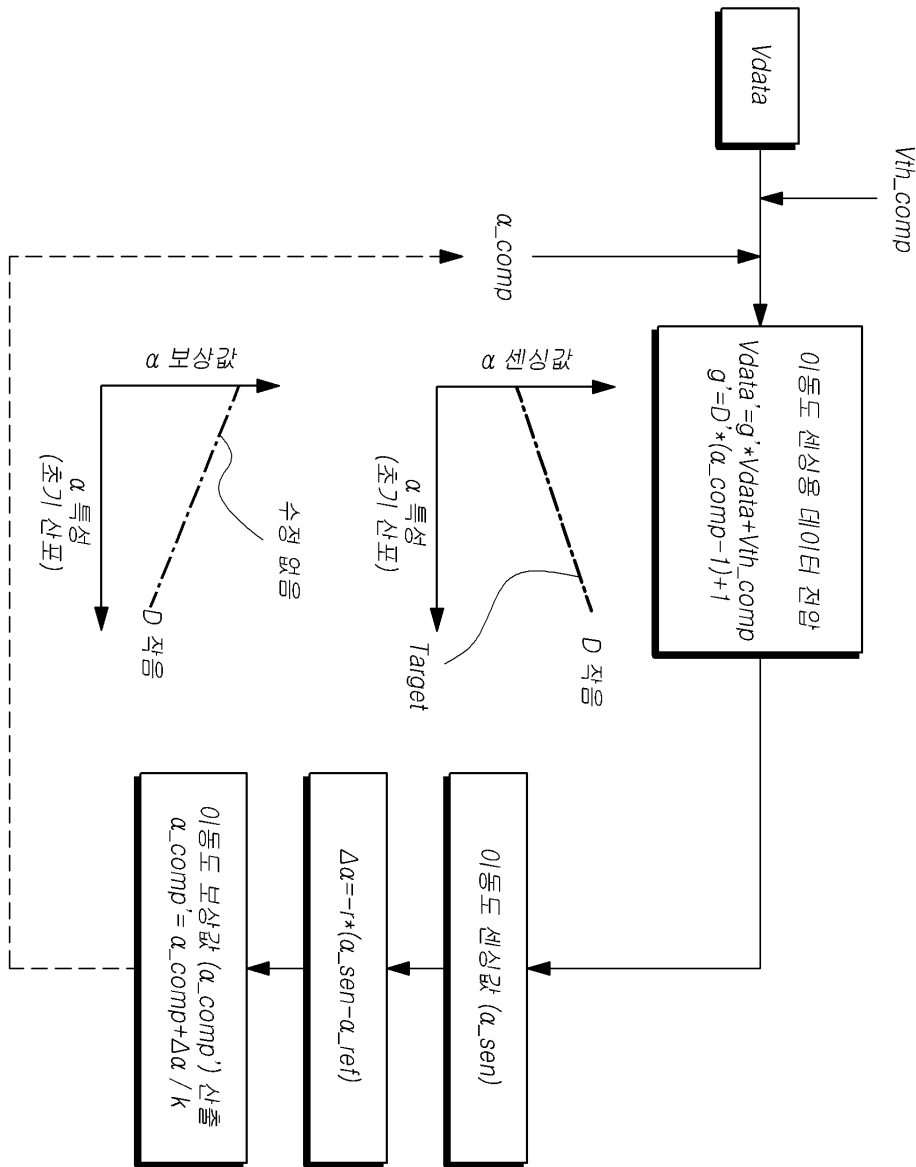 Vdata
Vth_comp
α_comp
이동도 센싱용 데이터 전압
Vdata'=g'*Vdata+Vth_comp
g'=D'*(α_comp-1)+1
α 센싱값
α 특성
(초기 산포)
D 작음
Target
α 보상값
α 특성
(초기 산포)
D 작음
수정 없음
이동도 센싱값 (α_sen)
Δα=-r*(α_sen-α_ref)
이동도 보상값 (α_comp') 산출
α_comp'= α_comp+Δα / k